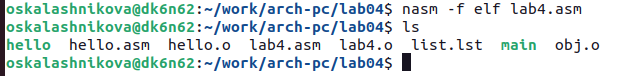 oskalashnikova@dk6n62:~/work/arch-pc/lab04$ nasm -f elf lab4.asm
oskalashnikova@dk6n62:~/work/arch-pc/lab04$ ls
hello  hello.asm  hello.o  lab4.asm  lab4.o  list.lst  main  obj.o
oskalashnikova@dk6n62:~/work/arch-pc/lab04$